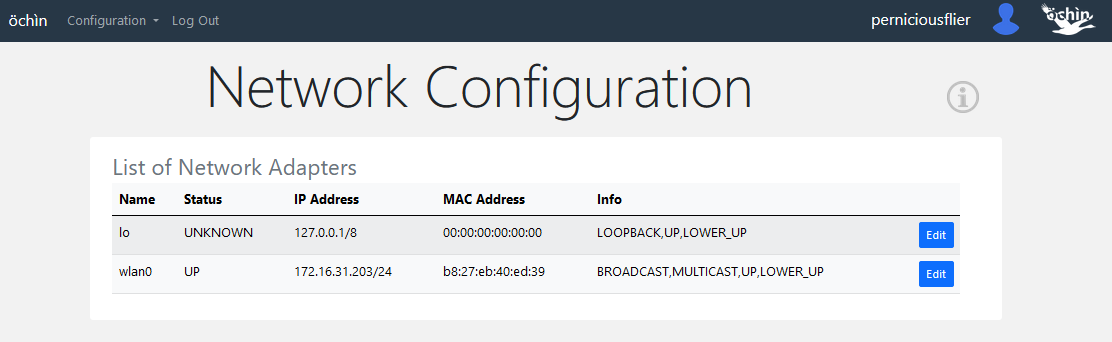 öchìn Configuration Log Out perniciousflier öchìn
Network Configuration
List of Network Adapters
Name Status IP Address MAC Address Info
lo UNKNOWN 127.0.0.1/8 00:00:00:00:00:00 LOOPBACK,UP,LOWER_UP Edit
wlan0 UP 172.16.31.203/24 b8:27:eb:40:ed:39 BROADCAST,MULTICAST,UP,LOWER_UP Edit